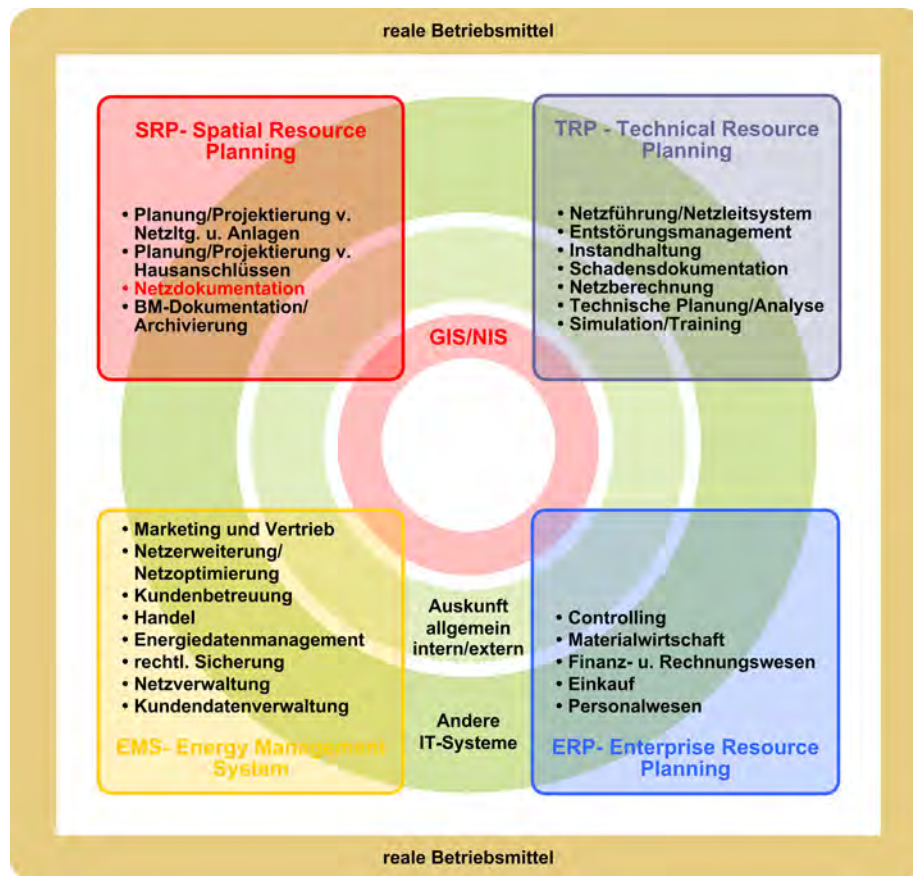 reale Betriebsmittel
SRP- Spatial Resource
Planning
• Planung/Projektierung v.
Netzltg. u. Anlagen
• Planung/Projektierung v.
Hausanschlüssen
• Netzdokumentation
• BM-Dokumentation/
Archivierung
TRP - Technical Resource
Planning
• Netzführung/Netzleitsystem
• Entstörungsmanagement
• Instandhaltung
• Schadensdokumentation
• Netzberechnung
• Technische Planung/Analyse
• Simulation/Training
GIS/NIS
• Marketing und Vertrieb
• Netzerweiterung/
Netzoptimierung
• Kundenbetreuung
• Handel
• Energiedatenmanagement
• rechtl. Sicherung
• Netzverwaltung
• Kundendatenverwaltung
EMS- Energy Management
System
Auskunft
allgemein
intern/extern
Andere
IT-Systeme
• Controlling
• Materialwirtschaft
• Finanz- u. Rechnungswesen
• Einkauf
• Personalwesen
ERP- Enterprise Resource
Planning
reale Betriebsmittel